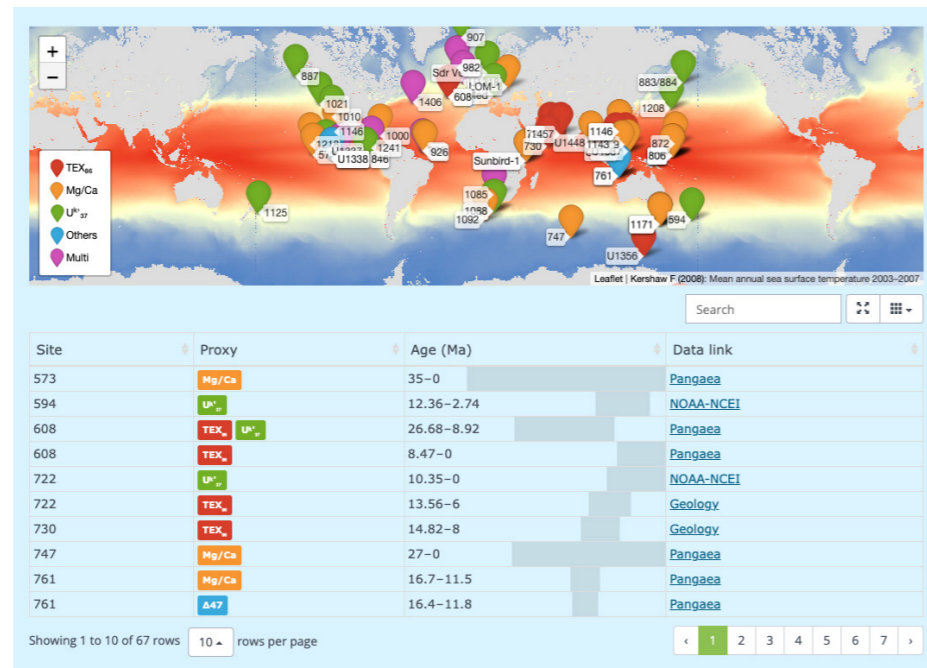 +
907
−
887
982
883/884
1021
1406
608
1208
1010
1146
1000
71457
1146
872
1241
926
730
U1448
1143
806
U1338
846
Sunbird-1
761
TEX₈₆
Mg/Ca
1085
Uᵏ'₃₇
1125
1092
1171
594
Others
747
Multi
U1356
Leaflet | Kershaw F (2008): Mean annual sea surface temperature 2003–2007
Search
Site Proxy Age (Ma) Data link
573 Mg/Ca 35–0 Pangaea
594 Uᵏ'₃₇ 12.36–2.74 NOAA-NCEI
608 TEX₈₆ Uᵏ'₃₇ 26.68–8.92 Pangaea
608 TEX₈₆ 8.47–0 Pangaea
722 Uᵏ'₃₇ 10.35–0 NOAA-NCEI
722 TEX₈₆ 13.56–6 Geology
730 TEX₈₆ 14.82–8 Geology
747 Mg/Ca 27–0 Pangaea
761 Mg/Ca 16.7–11.5 Pangaea
761 Δ47 16.4–11.8 Pangaea
Showing 1 to 10 of 67 rows 10 rows per page ‹ 1 2 3 4 5 6 7 ›